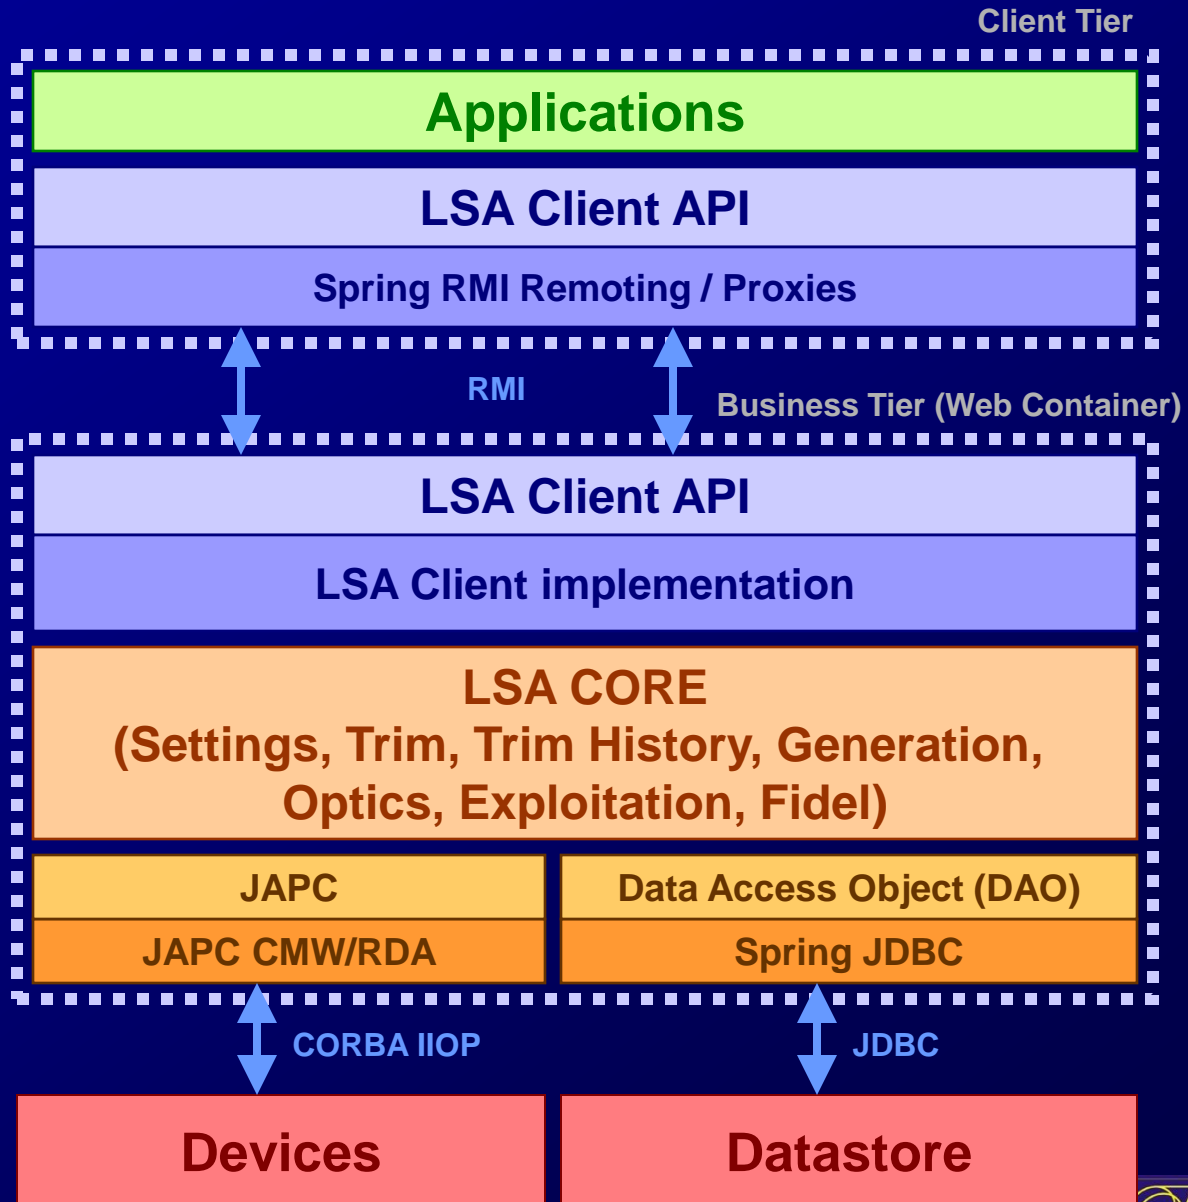 Client Tier
Applications
LSA Client API
Spring RMI Remoting / Proxies
RMI
Business Tier (Web Container)
LSA Client API
LSA Client implementation
LSA CORE
(Settings, Trim, Trim History, Generation,
Optics, Exploitation, Fidel)
JAPC
Data Access Object (DAO)
JAPC CMW/RDA
Spring JDBC
CORBA IIOP
JDBC
Devices
Datastore